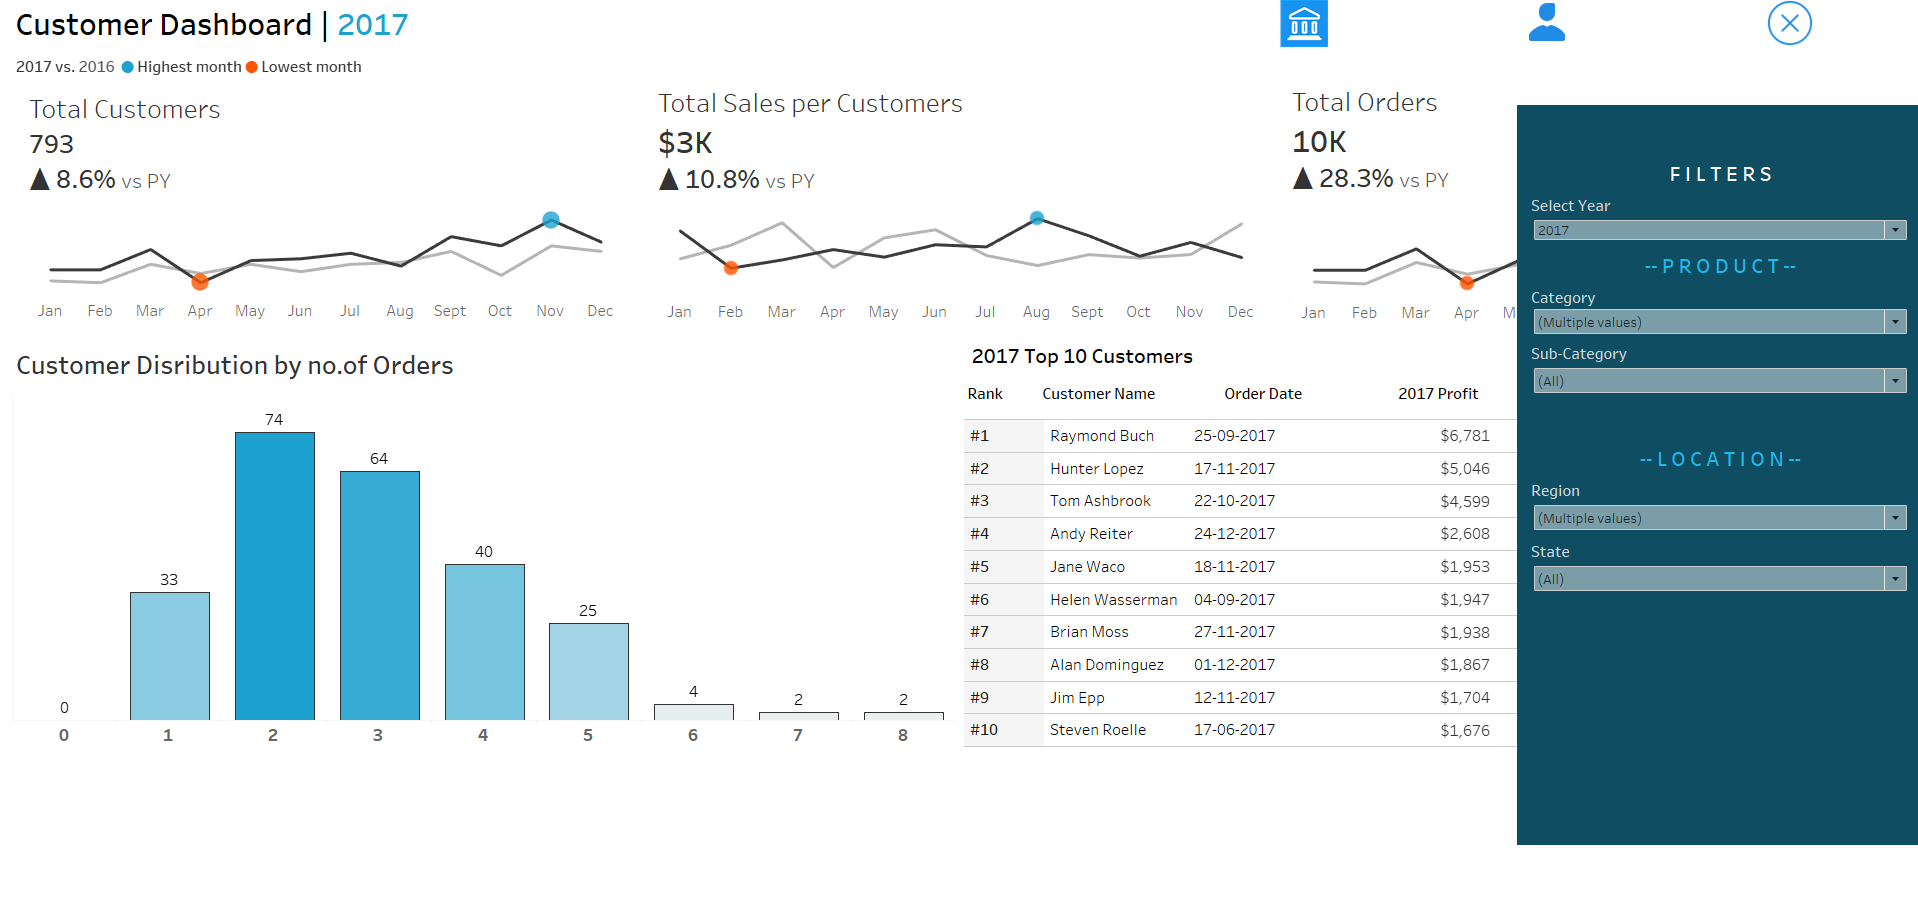 Customer Dashboard | 2017
2017 vs. 2016 Highest month Lowest month
Total Customers
793
▲ 8.6% vs PY
Jan Feb Mar Apr May Jun Jul Aug Sept Oct Nov Dec
Total Sales per Customers
$3K
▲ 10.8% vs PY
Jan Feb Mar Apr May Jun Jul Aug Sept Oct Nov Dec
Total Orders
10K
▲ 28.3% vs PY
Jan Feb Mar Apr M
Customer Disribution by no.of Orders
0 33 74 64 40 25 4 2 2
0 1 2 3 4 5 6 7 8
2017 Top 10 Customers
Rank Customer Name Order Date 2017 Profit
#1 Raymond Buch 25-09-2017 $6,781
#2 Hunter Lopez 17-11-2017 $5,046
#3 Tom Ashbrook 22-10-2017 $4,599
#4 Andy Reiter 24-12-2017 $2,608
#5 Jane Waco 18-11-2017 $1,953
#6 Helen Wasserman 04-09-2017 $1,947
#7 Brian Moss 27-11-2017 $1,938
#8 Alan Dominguez 01-12-2017 $1,867
#9 Jim Epp 12-11-2017 $1,704
#10 Steven Roelle 17-06-2017 $1,676
FILTERS
Select Year
2017
--PRODUCT--
Category
(Multiple values)
Sub-Category
(All)
--LOCATION--
Region
(Multiple values)
State
(All)